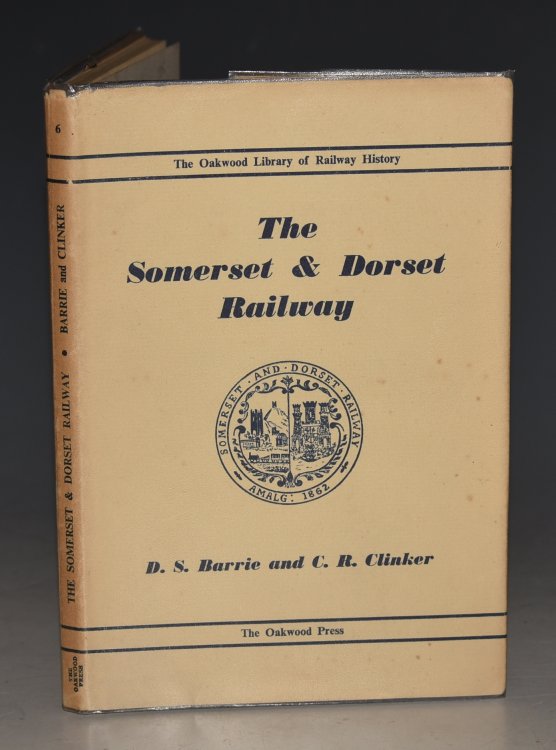 6
BARRIE and CLINKER
THE SOMERSET & DORSET RAILWAY •
THE
OAKWOOD
PRESS
The Oakwood Library of Railway History
The
Somerset & Dorset
Railway
SOMERSET · AND · DORSET · RAILWAY
AMALG: 1862
D. S. Barrie and C. R. Clinker
The Oakwood Press